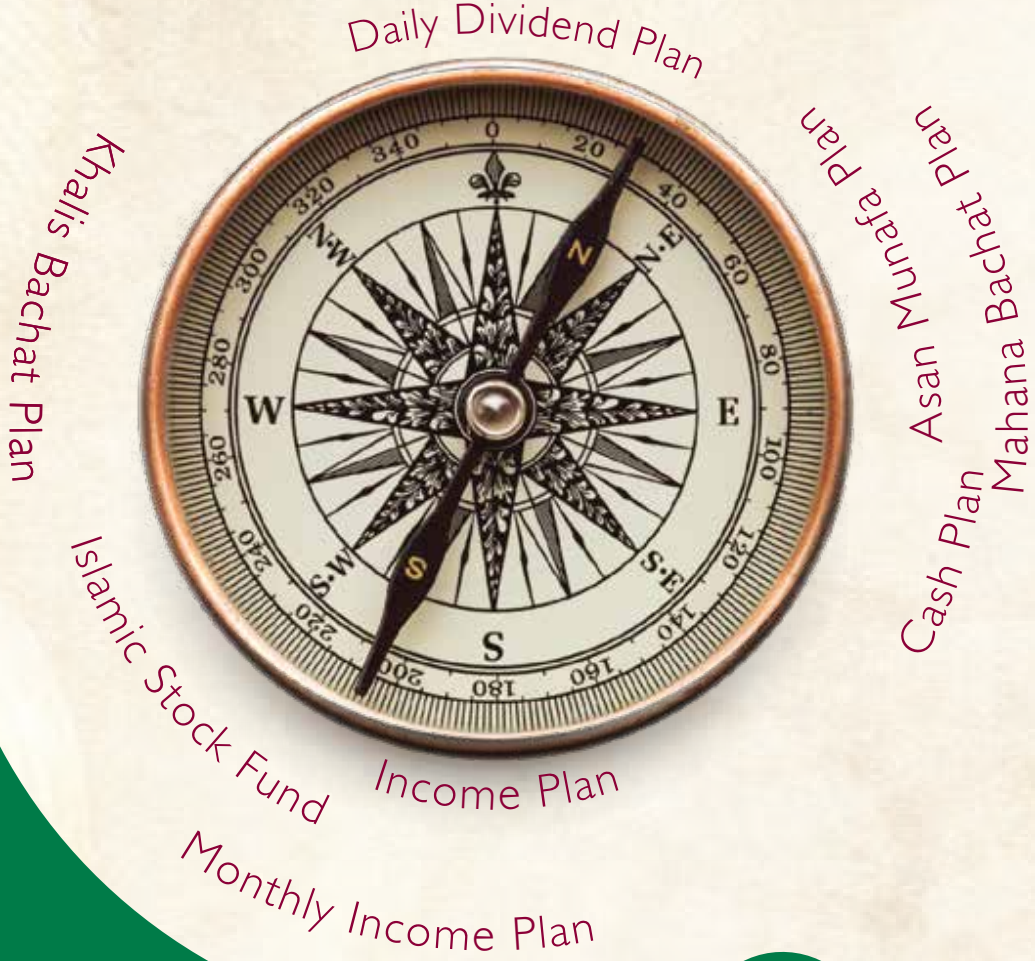 Daily Dividend Plan
Khalis Bachat Plan
Asan Munafa Plan
Mahana Bachat Plan
Cash Plan
Islamic Stock Fund
Income Plan
Monthly Income Plan
0
20
40
60
80
100
120
140
160
180
200
220
240
260
280
300
320
340
N·W
N·E
W
E
S·W
S·E
S
N
S